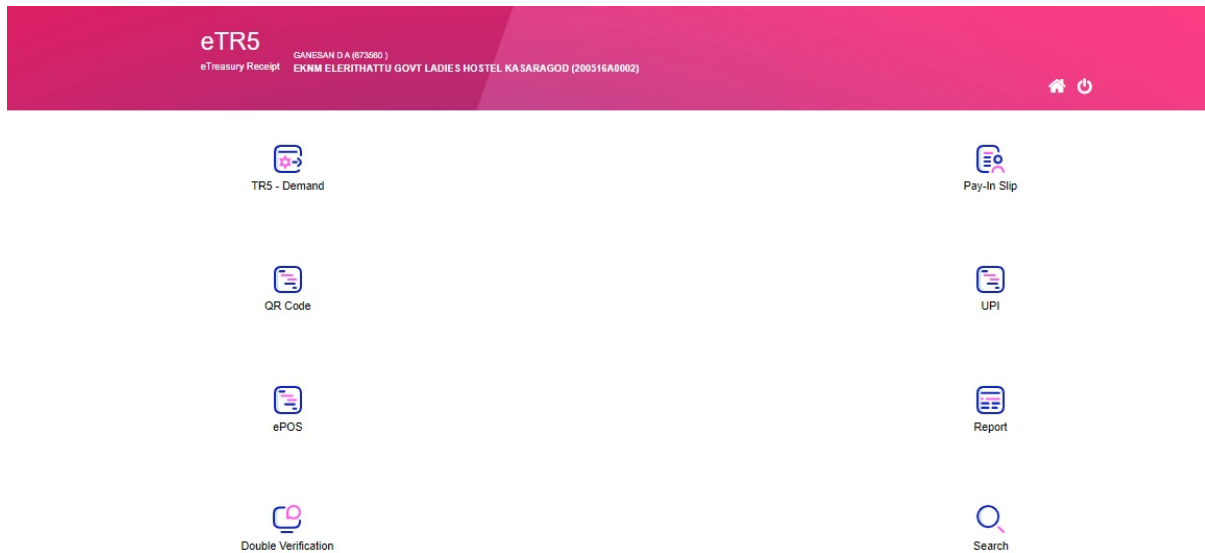 eTR5
GANESAN D A (673560 )
eTreasury Receipt EKNM ELERITHATTU GOVT LADIES HOSTEL KASARAGOD (200516A0002)
TR5 - Demand
Pay-In Slip
QR Code
UPI
ePOS
Report
Double Verification
Search